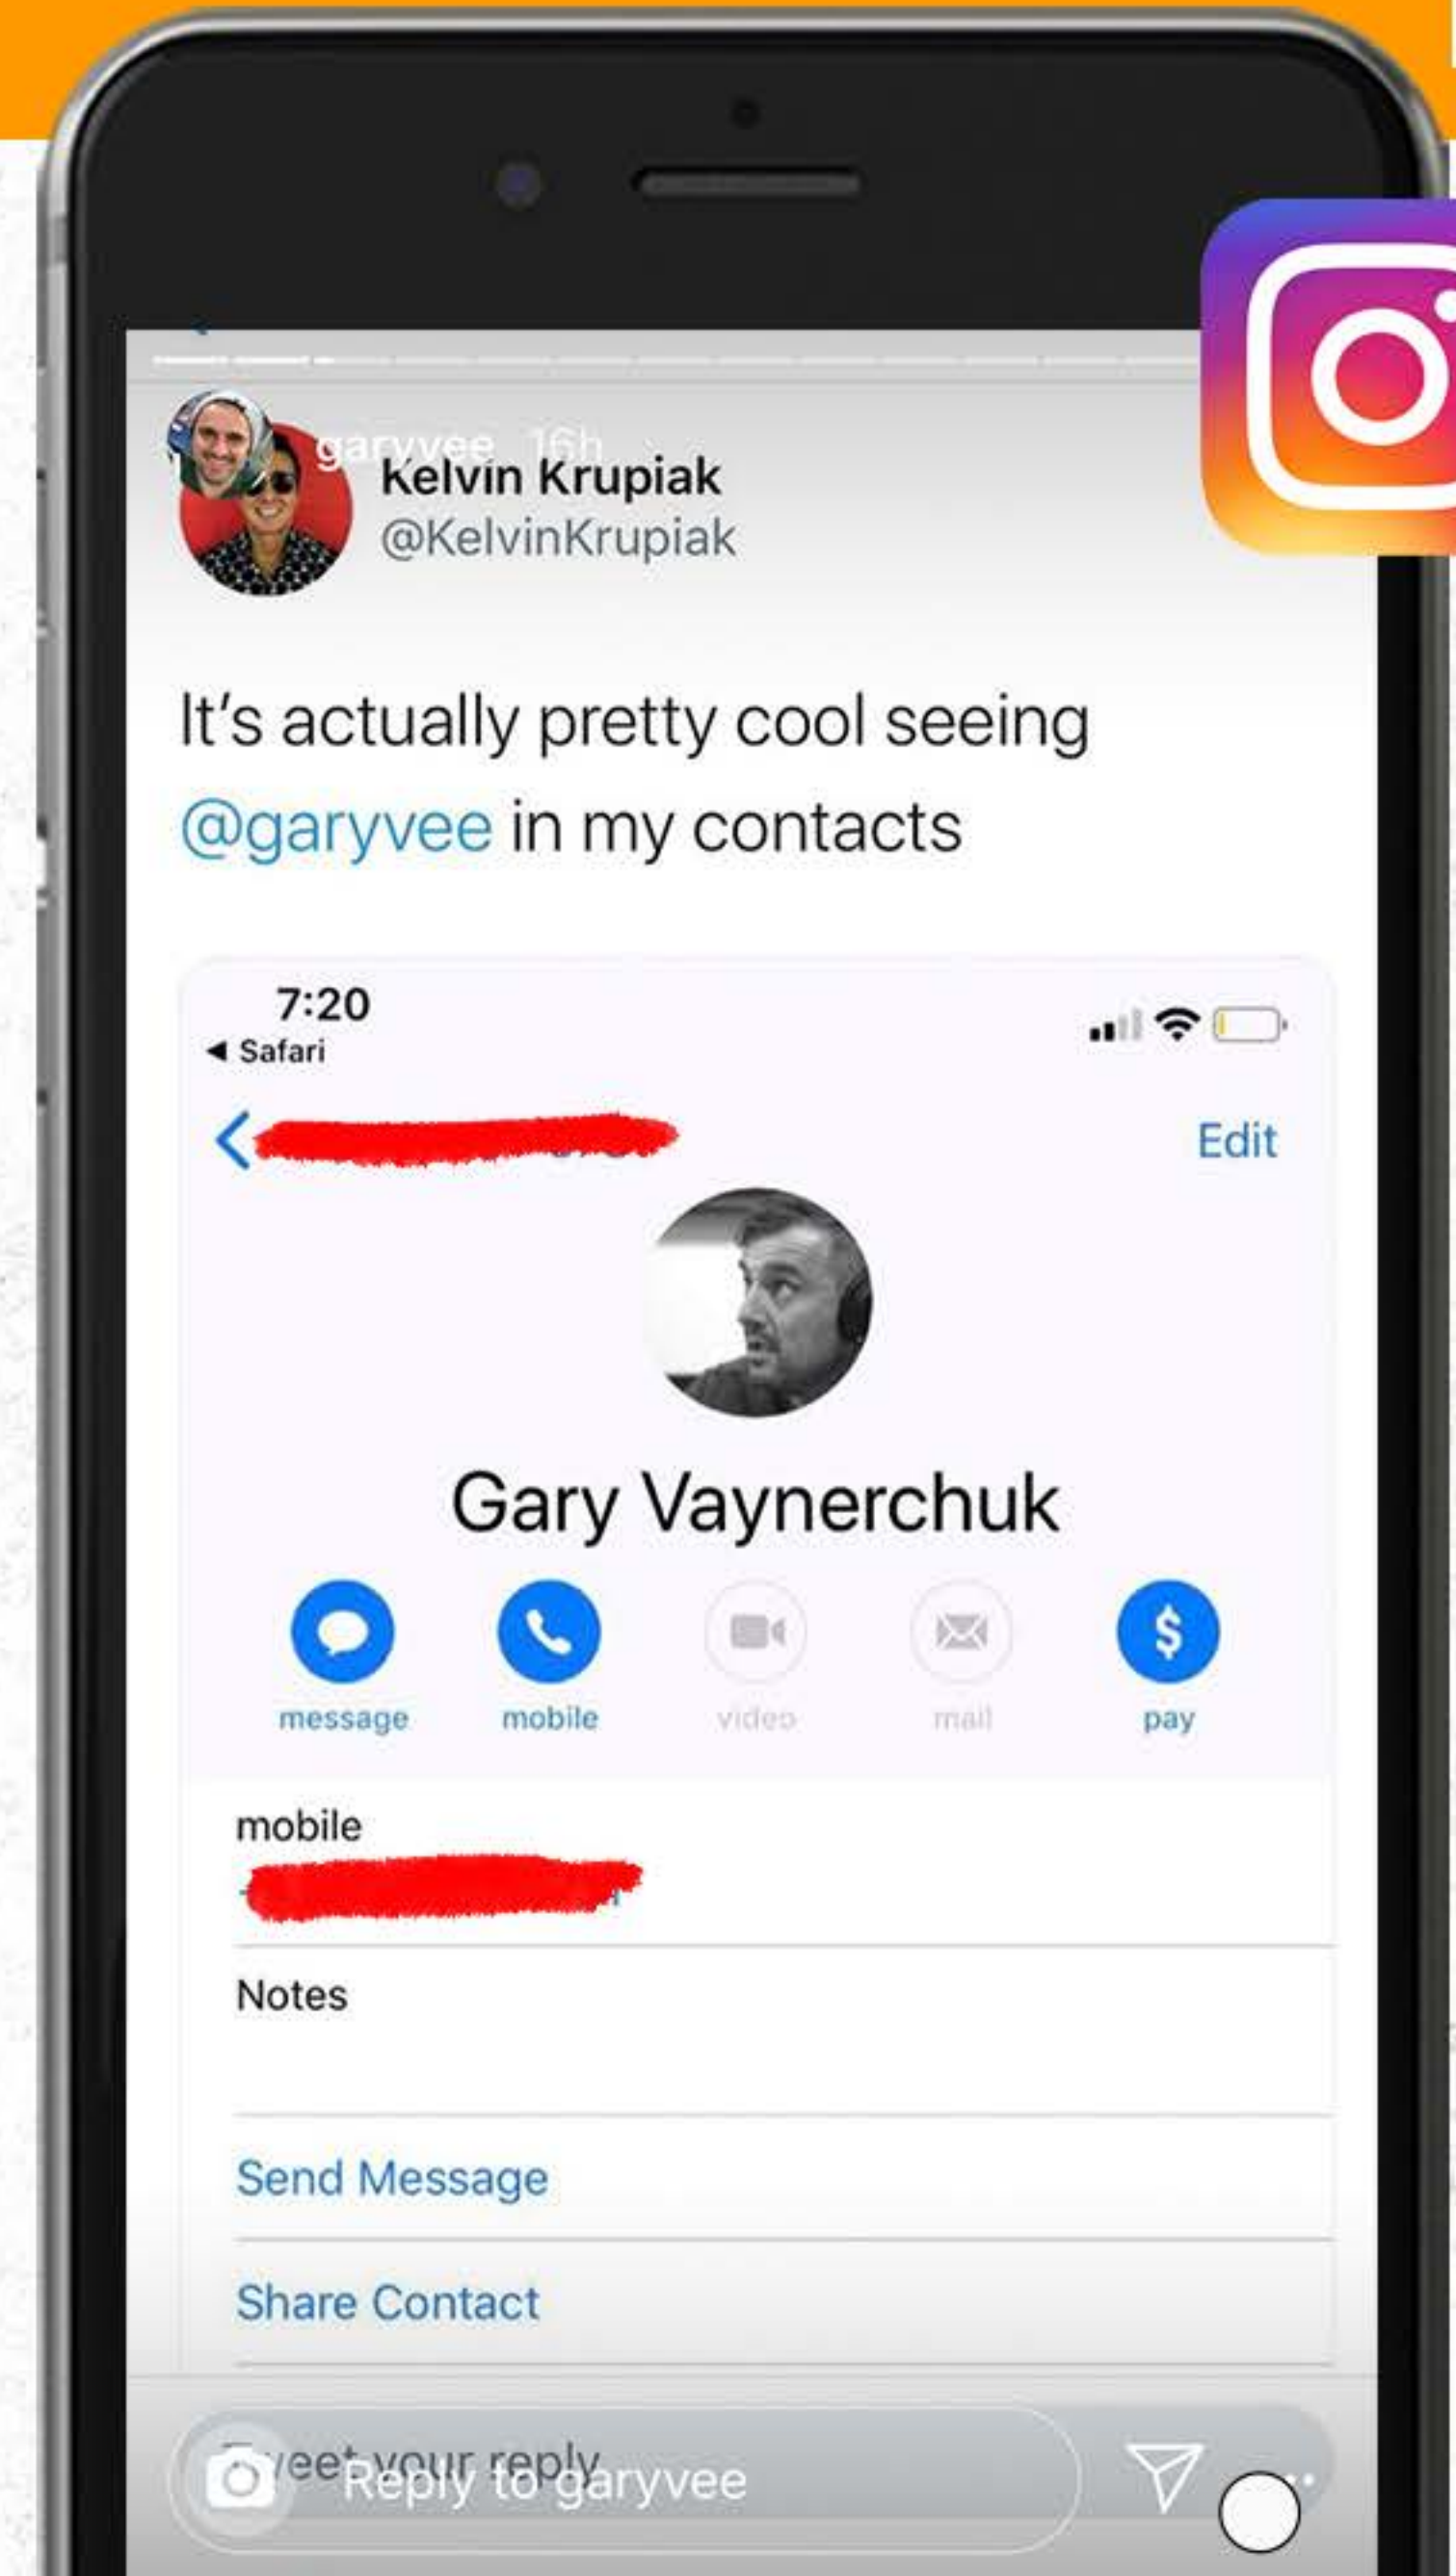 garyvee 16h
Kelvin Krupiak
@KelvinKrupiak
It's actually pretty cool seeing
@garyvee in my contacts
7:20
Safari
Edit
Gary Vaynerchuk
message mobile video mail pay
mobile
Notes
Send Message
Share Contact
Tweet your reply
Reply to garyvee